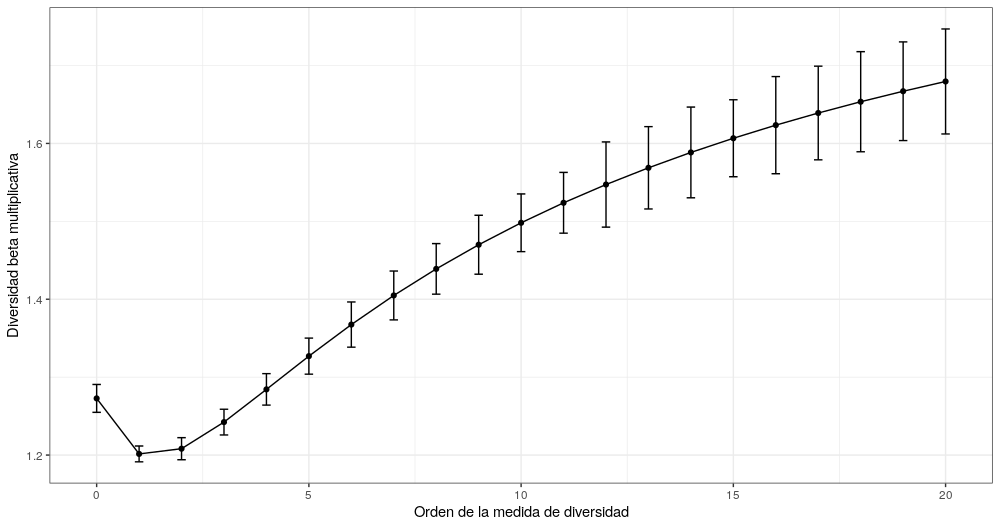 Diversidad beta multiplicativa
1.6
1.4
1.2
0 5 10 15 20
Orden de la medida de diversidad